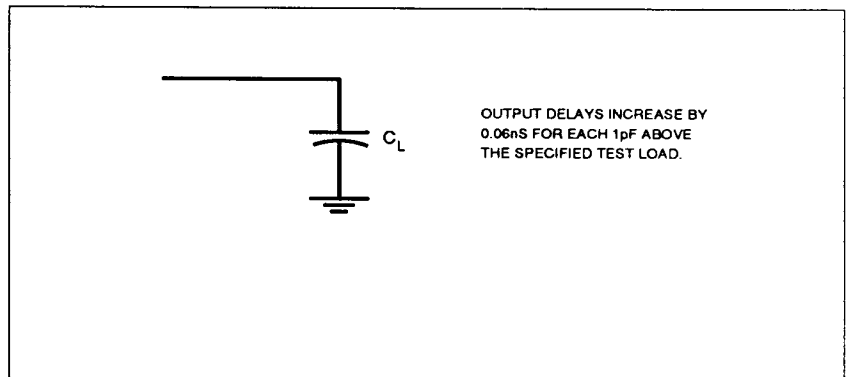 C_L
OUTPUT DELAYS INCREASE BY
0.06nS FOR EACH 1pF ABOVE
THE SPECIFIED TEST LOAD.